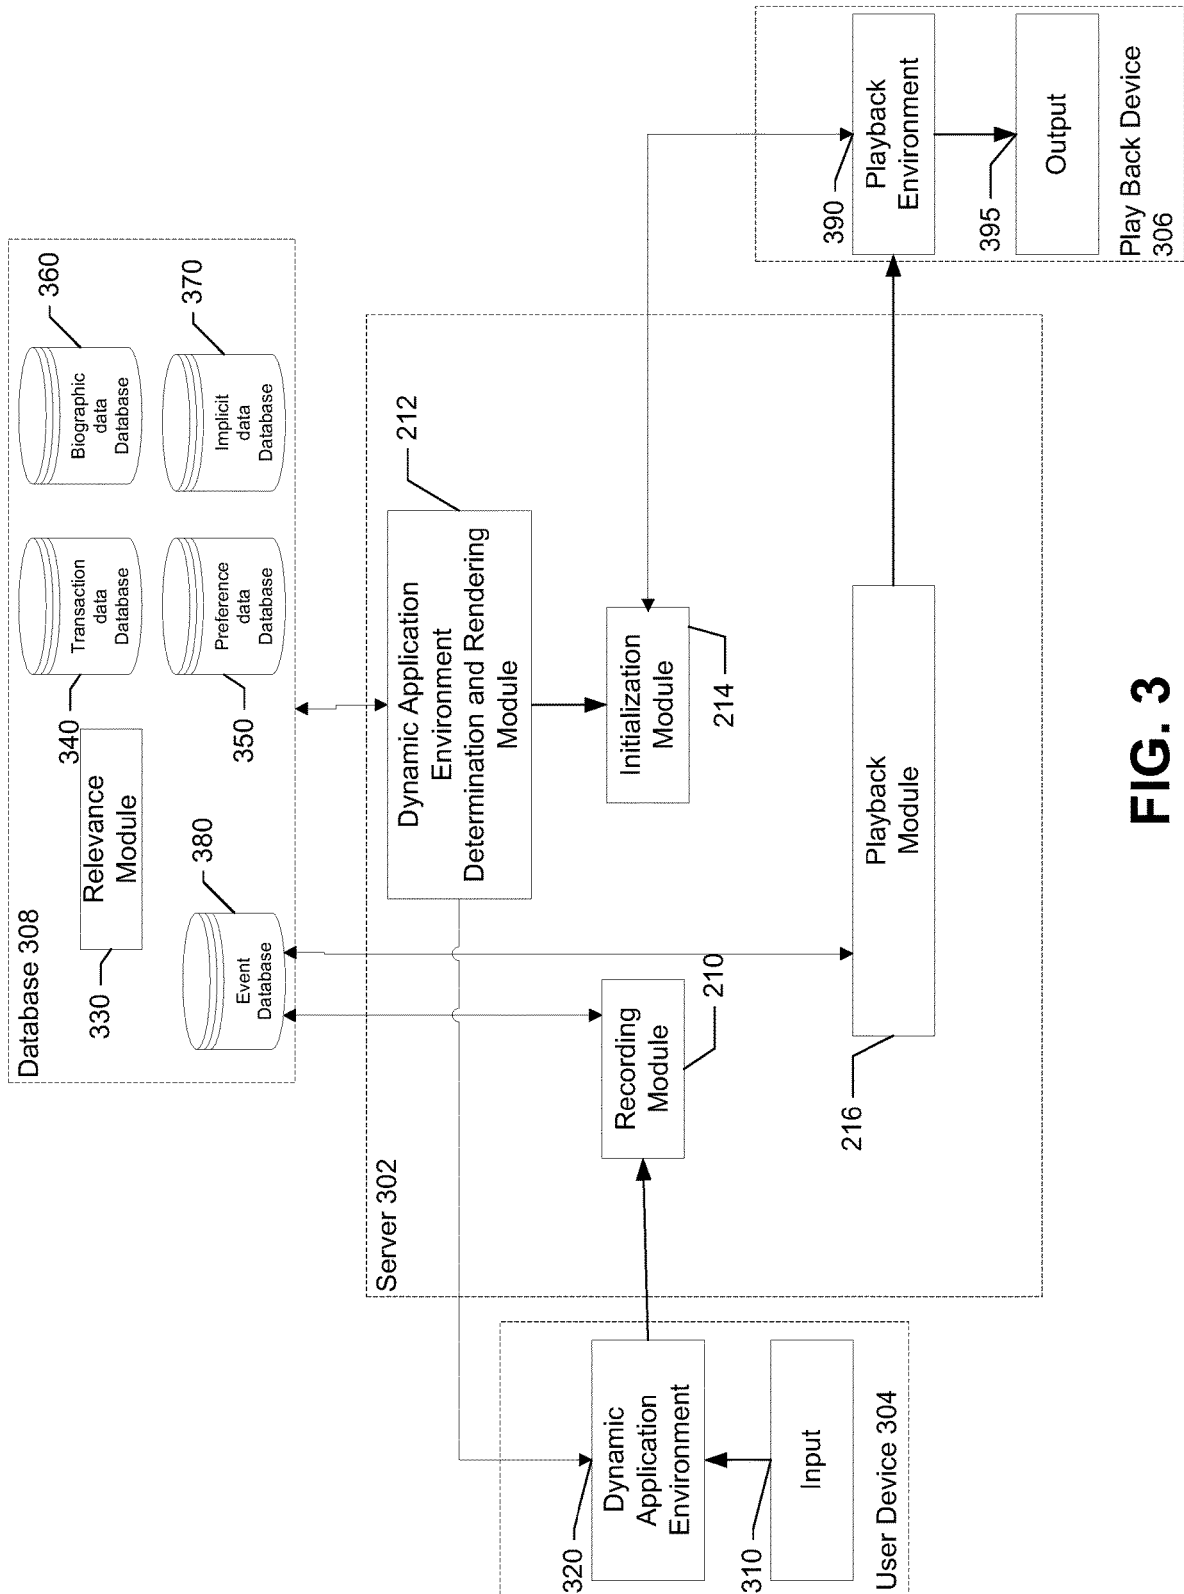 Database 308
330
Relevance
Module
340
Transaction
data
Database
Biographic
data
Database
360
350
Preference data
Database
Implicit
data
Database
370
Event
Database
380
Server 302
Dynamic Application
Environment
Determination and Rendering
Module
212
Recording
Module
210
Initialization
Module
214
Playback
Module
216
320
Dynamic
Application
Environment
310
Input
User Device 304
390
Playback
Environment
395
Output
Play Back Device
306
FIG. 3